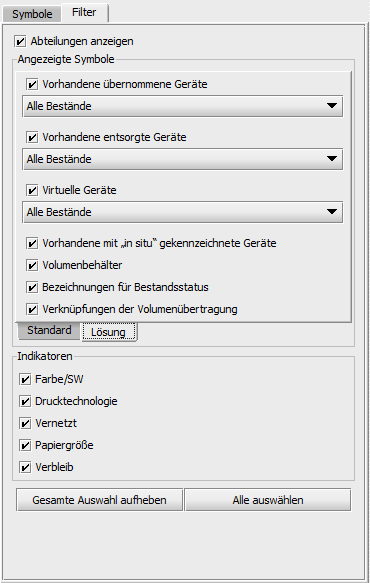 Symbole Filter
Abteilungen anzeigen
Angezeigte Symbole
Vorhandene übernommene Geräte
Alle Bestände
Vorhandene entsorgte Geräte
Alle Bestände
Virtuelle Geräte
Alle Bestände
Vorhandene mit „in situ“ gekennzeichnete Geräte
Volumenbehälter
Bezeichnungen für Bestandsstatus
Verknüpfungen der Volumenübertragung
Standard Lösung
Indikatoren
Farbe/SW
Drucktechnologie
Vernetzt
Papiergröße
Verbleib
Gesamte Auswahl aufheben Alle auswählen